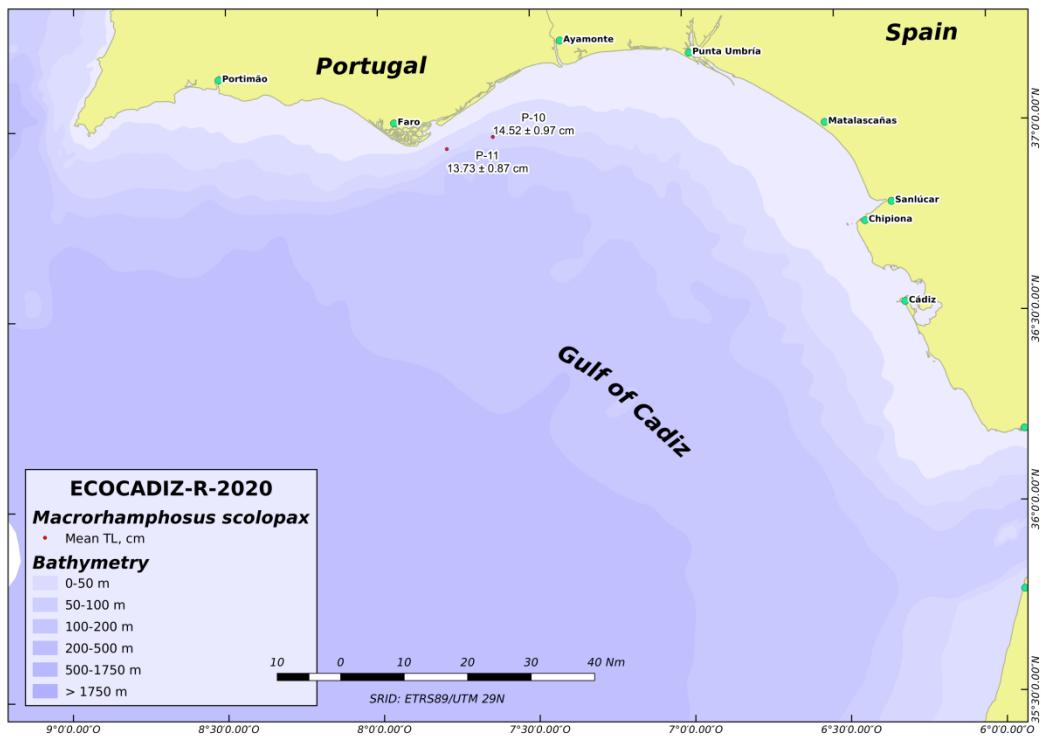 Spain
Portugal
Ayamonte
Punta Umbría
Portimão
Faro
P-10
14.52 ± 0.97 cm
P-11
13.73 ± 0.87 cm
Matalascañas
Sanlúcar
Chipiona
Cádiz
Gulf of Cadiz
37°0'0.00"N
36°30'0.00"N
36°0'0.00"N
35°30'0.00"N
ECOCADIZ-R-2020
Macrorhamphosus scolopax
Mean TL, cm
Bathymetry
0-50 m
50-100 m
100-200 m
200-500 m
500-1750 m
> 1750 m
10 0 10 20 30 40 Nm
SRID: ETRS89/UTM 29N
9°0'0.00"O 8°30'0.00"O 8°0'0.00"O 7°30'0.00"O 7°0'0.00"O 6°30'0.00"O 6°0'0.00"O